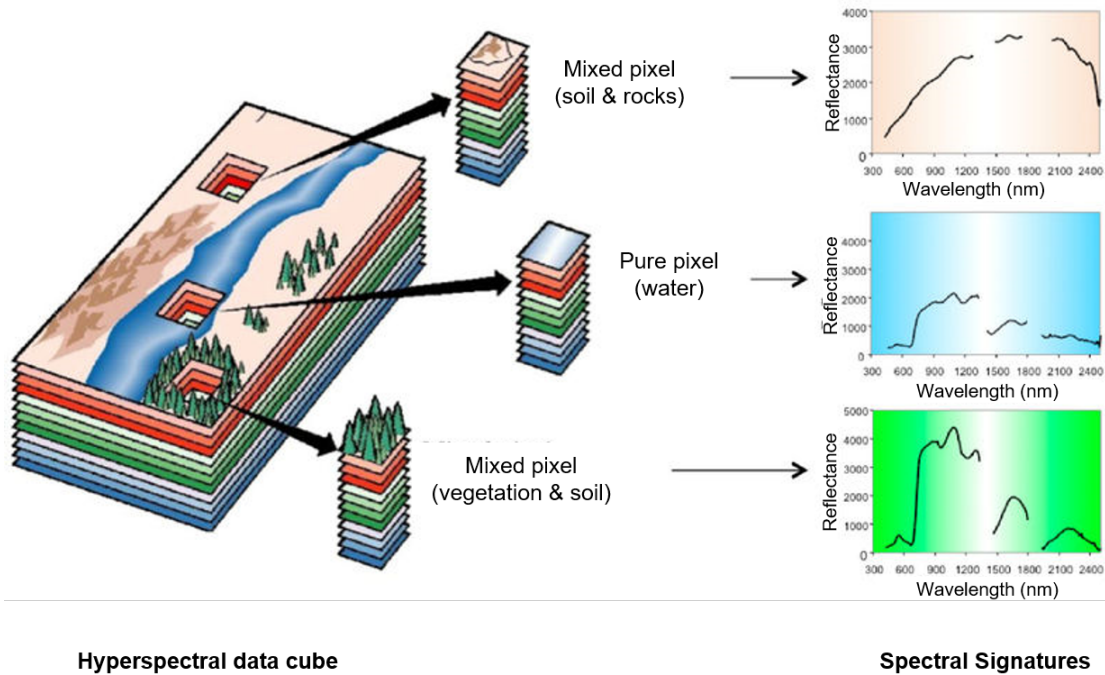 Mixed pixel
(soil & rocks)
4000
3000
2000
1000
0
Reflectance
300 600 900 1200 1500 1800 2100 2400
Wavelength (nm)
Pure pixel
(water)
4000
3000
2000
1000
0
Reflectance
300 600 900 1200 1500 1800 2100 2400
Wavelength (nm)
Mixed pixel
(vegetation & soil)
5000
4000
3000
2000
1000
0
Reflectance
300 600 900 1200 1500 1800 2100 2400
Wavelength (nm)
Hyperspectral data cube
Spectral Signatures